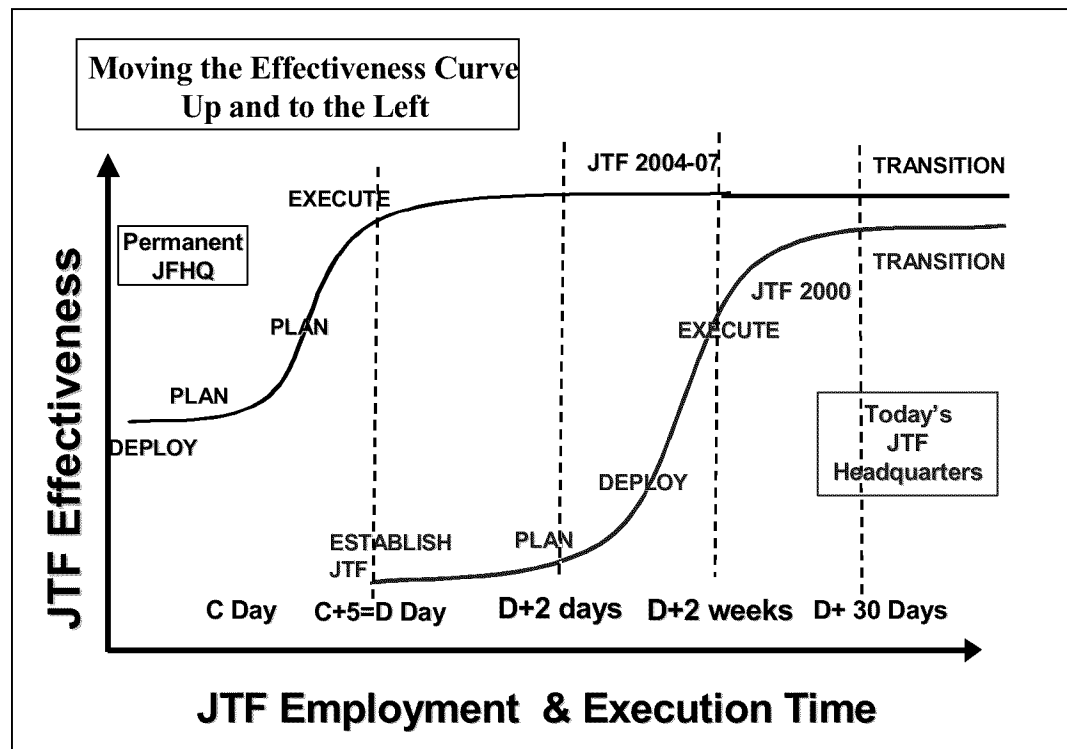 Moving the Effectiveness Curve
Up and to the Left
JTF 2004-07
TRANSITION
EXECUTE
Permanent
JFHQ
TRANSITION
JTF 2000
PLAN
EXECUTE
PLAN
DEPLOY
Today's
JTF
Headquarters
DEPLOY
ESTABLISH
JTF
PLAN
C Day
C+5=D Day
D+2 days
D+2 weeks
D+ 30 Days
JTF Effectiveness
JTF Employment & Execution Time